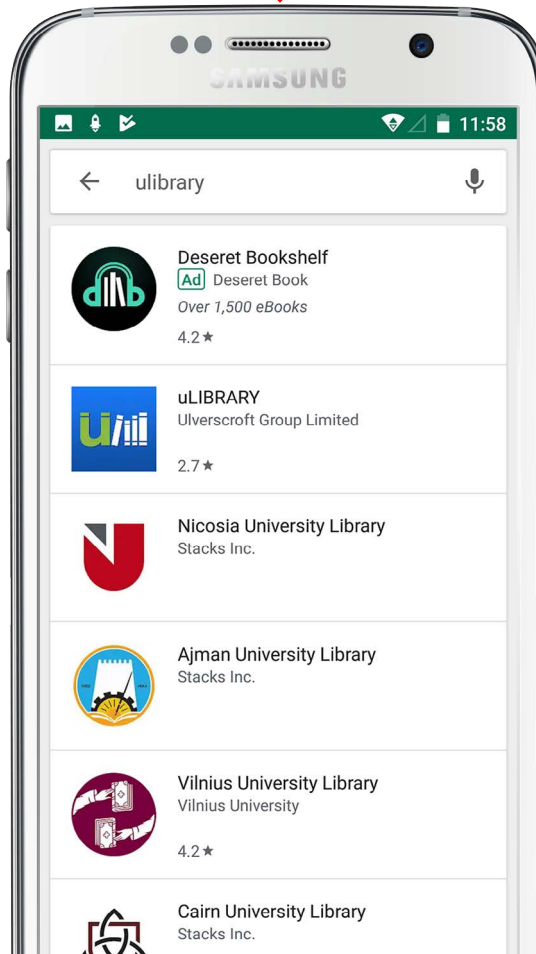 SAMSUNG
11:58
ulibrary
Deseret Bookshelf
Ad Deseret Book
Over 1,500 eBooks
4.2★
uLIBRARY
Ulverscroft Group Limited
2.7★
Nicosia University Library
Stacks Inc.
Ajman University Library
Stacks Inc.
Vilnius University Library
Vilnius University
4.2★
Cairn University Library
Stacks Inc.